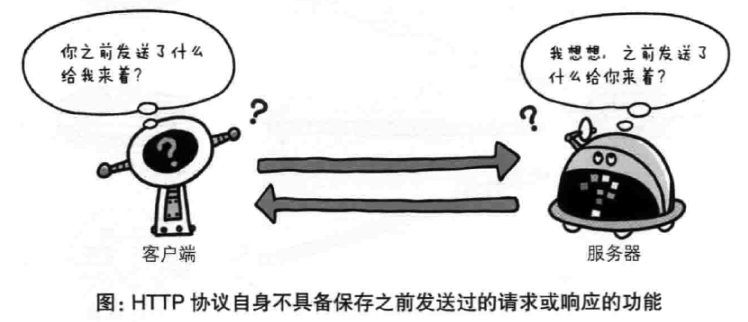 你之前发送了什么
给我来着?
我想想，之前发送了
什么给你来着?
?
?
?
客户端
服务器
图：HTTP 协议自身不具备保存之前发送过的请求或响应的功能